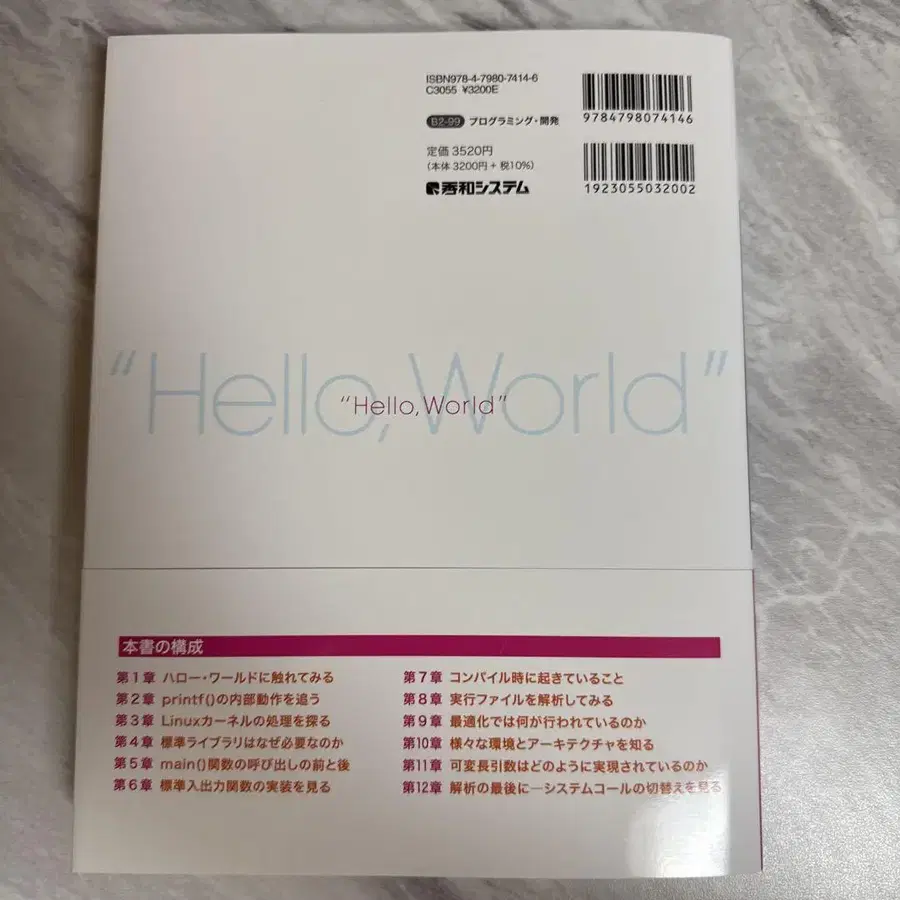 ISBN978-4-7980-7414-6
C3055 ¥3200E
9784798074146
B2-99 プログラミング・開発
定価 3520円
(本体 3200円 + 税10%)
1923055032002
秀和システム
“Hello, World”
“Hello, World”
本書の構成
第1章 ハロー・ワールドに触れてみる
第2章 printf()の内部動作を追う
第3章 Linuxカーネルの処理を探る
第4章 標準ライブラリはなぜ必要なのか
第5章 main()関数の呼び出しの前と後
第6章 標準入出力関数の実装を見る
第7章 コンパイル時に起きていること
第8章 実行ファイルを解析してみる
第9章 最適化では何が行われているのか
第10章 様々な環境とアーキテクチャを知る
第11章 可変長引数はどのように実現されているのか
第12章 解析の最後に―システムコールの切替えを見る